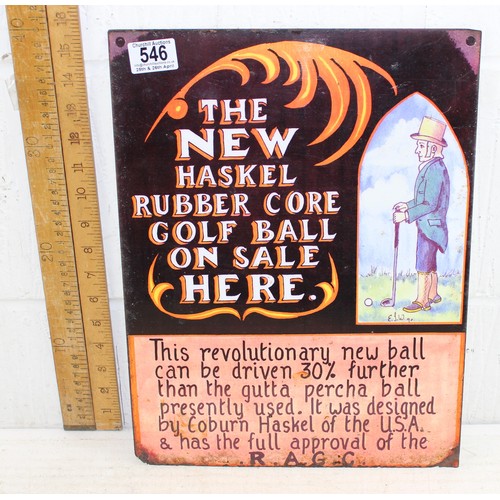 Churchill Auctions
546
THE
NEW
HASKEL
RUBBER CORE
GOLF BALL
ON SALE
HERE.
This revolutionary new ball
can be driven 30% further
than the gutta percha ball
presently used. It was designed
by Coburn Haskel of the U.S.A.
& has the full approval of the
R.A.G.C.